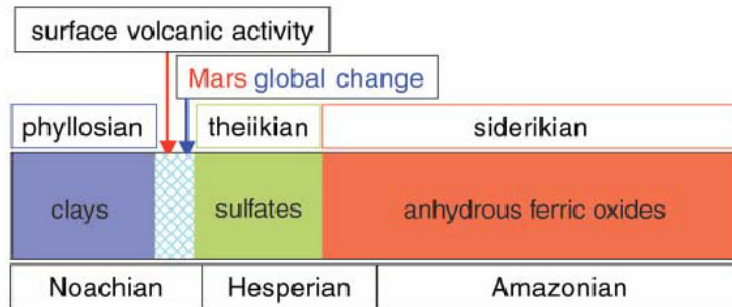 surface volcanic activity
Mars global change
phyllosian theiikian siderikian
clays sulfates anhydrous ferric oxides
Noachian Hesperian Amazonian